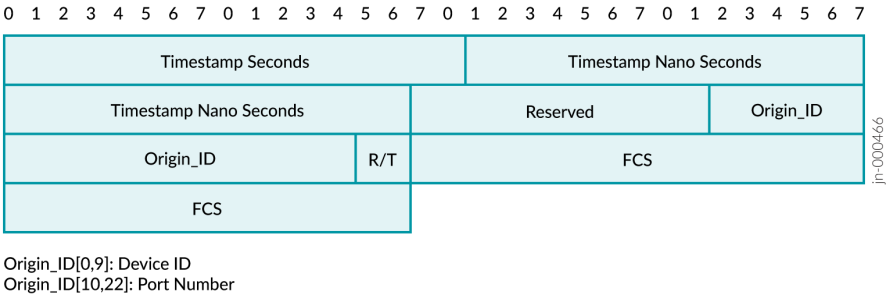 0 1 2 3 4 5 6 7 0 1 2 3 4 5 6 7 0 1 2 3 4 5 6 7 0 1 2 3 4 5 6 7
Timestamp Seconds Timestamp Nano Seconds
Timestamp Nano Seconds Reserved Origin_ID
Origin_ID R/T FCS
FCS
jn-000466
Origin_ID[0,9]: Device ID
Origin_ID[10,22]: Port Number